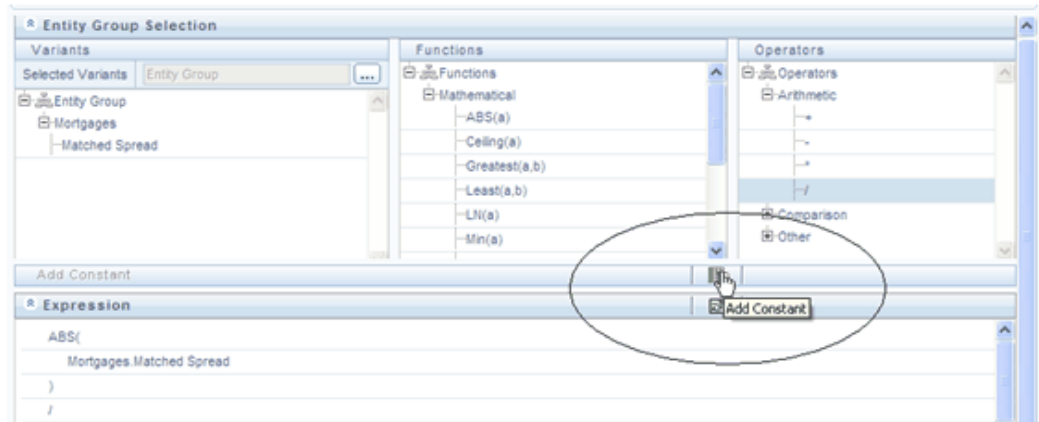 Entity Group Selection
Variants
Functions
Operators
Selected Variants
Entity Group
...
Entity Group
Mortgages
Matched Spread
Functions
Mathematical
ABS(a)
Ceiling(a)
Greatest(a,b)
Least(a,b)
LN(a)
Min(a)
Operators
Arithmetic
+
-
*
/
Comparison
Other
Add Constant
Add Constant
Expression
ABS(
Mortgages.Matched Spread
)
/